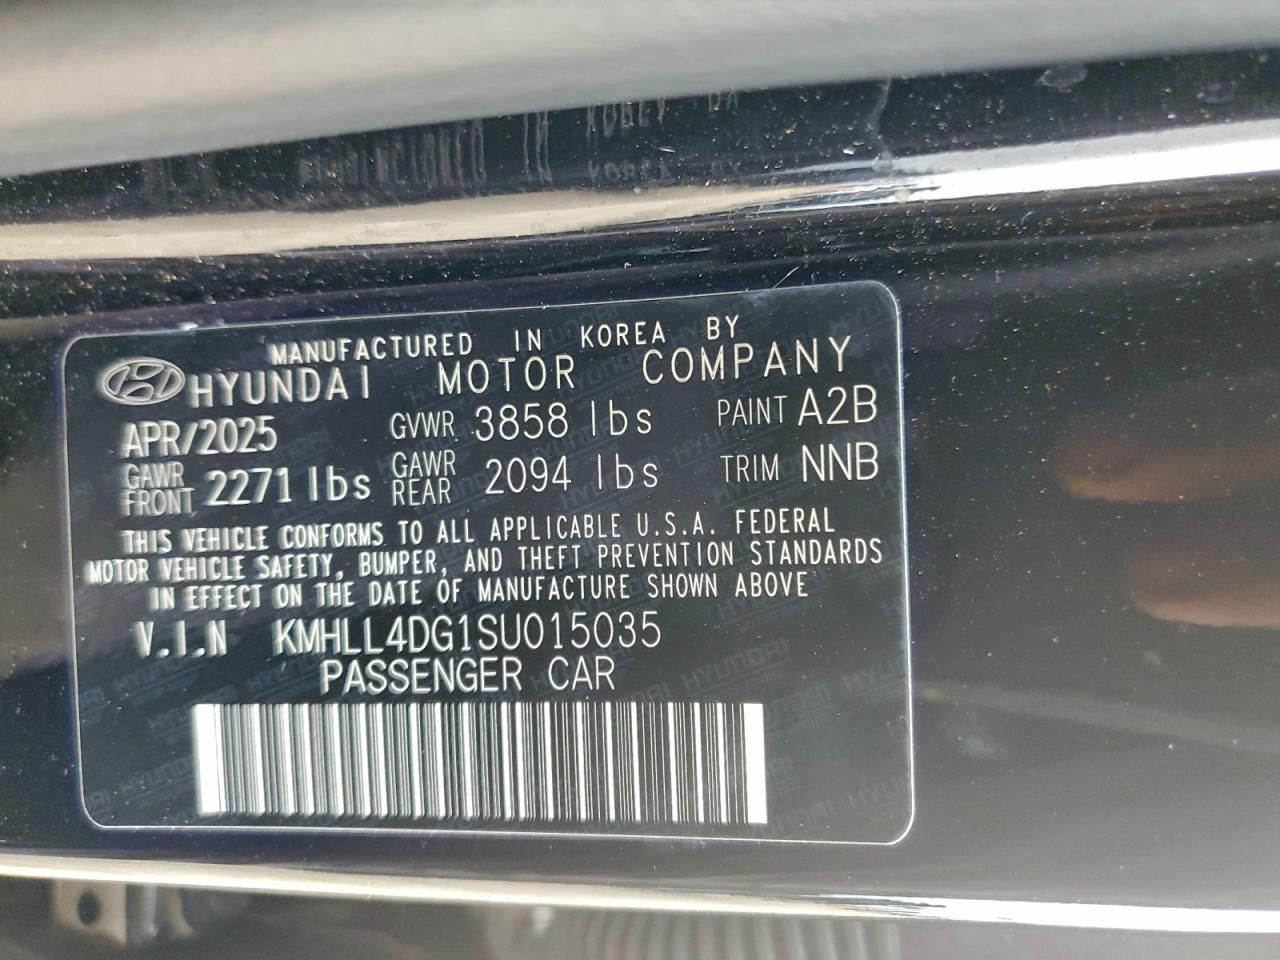 MANUFACTURED IN KOREA BY
HYUNDAI MOTOR COMPANY
APR/2025 GVWR 3858 lbs PAINT A2B
GAWR FRONT 2271 lbs GAWR REAR 2094 lbs TRIM NNB
THIS VEHICLE CONFORMS TO ALL APPLICABLE U.S.A. FEDERAL
MOTOR VEHICLE SAFETY, BUMPER, AND THEFT PREVENTION STANDARDS
IN EFFECT ON THE DATE OF MANUFACTURE SHOWN ABOVE
V.I.N KMHLL4DG1SU015035
PASSENGER CAR